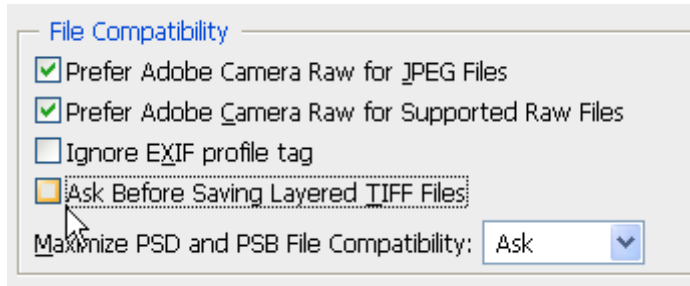 File Compatibility
Prefer Adobe Camera Raw for JPEG Files
Prefer Adobe Camera Raw for Supported Raw Files
Ignore EXIF profile tag
Ask Before Saving Layered TIFF Files
Maximize PSD and PSB File Compatibility: Ask